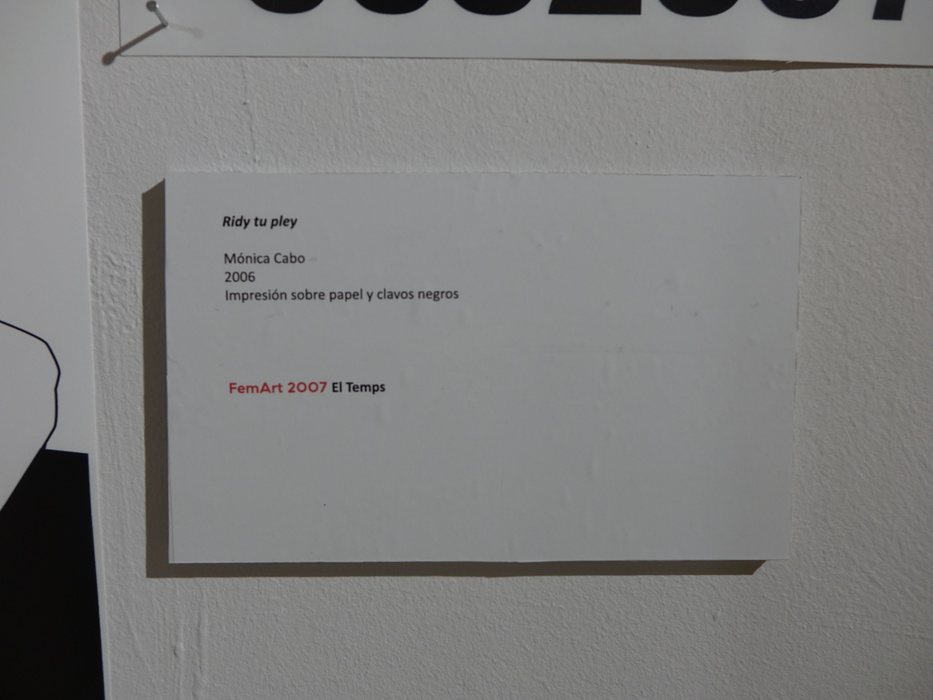 Ridy tu pley
Mónica Cabo
2006
Impresión sobre papel y clavos negros
FemArt 2007 El Temps